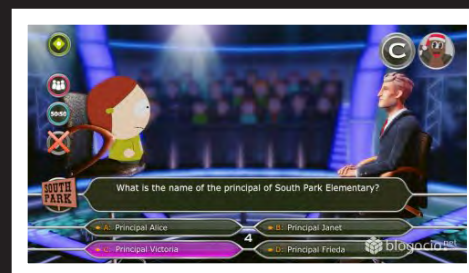 C
50:50
SOUTH
PARK
What is the name of the principal of South Park Elementary?
A: Principal Alice
B: Principal Janet
C: Principal Victoria
4
D: Principal Frieda
blogocio.net